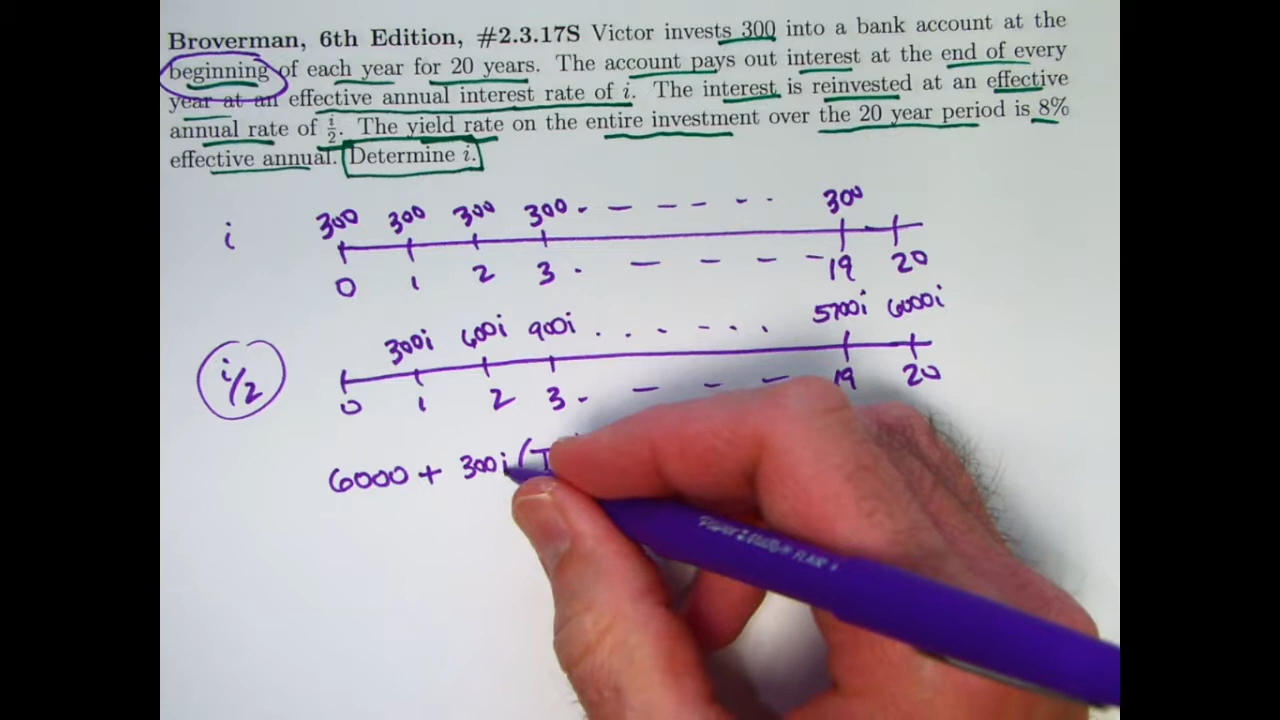 Broverman, 6th Edition, #2.3.17S Victor invests 300 into a bank account at the
beginning of each year for 20 years. The account pays out interest at the end of every
year at an effective annual interest rate of i. The interest is reinvested at an effective
annual rate of i/2. The yield rate on the entire investment over the 20 year period is 8%
effective annual. Determine i.
i 300 300 300 300 . - - - - . . 300
0 1 2 3 . - - - - 19 20
300i 600i 900i . . . - - . . 5700i 6000i
i/2
0 1 2 3 . - - - 19 20
6000 + 300i (I
PAPER MATE FLAIR